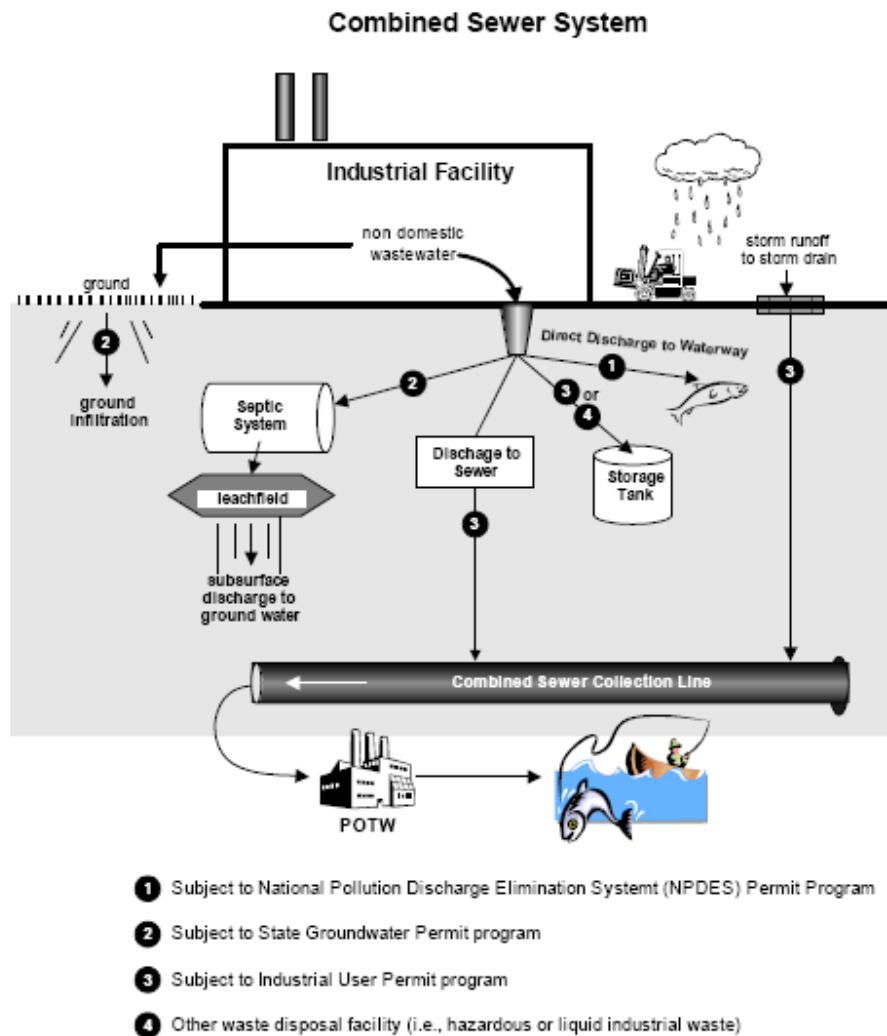 Combined Sewer System
Industrial Facility
non domestic
wastewater
storm runoff
to storm drain
ground
Direct Discharge to Waterway
2
1
3
2
3
or
4
ground
infiltration
Septic
System
Dischage to
Sewer
Storage
Tank
leachfield
3
subsurface
discharge to
ground water
Combined Sewer Collection Line
POTW
1 Subject to National Pollution Discharge Elimination Systemt (NPDES) Permit Program
2 Subject to State Groundwater Permit program
3 Subject to Industrial User Permit program
4 Other waste disposal facility (i.e., hazardous or liquid industrial waste)